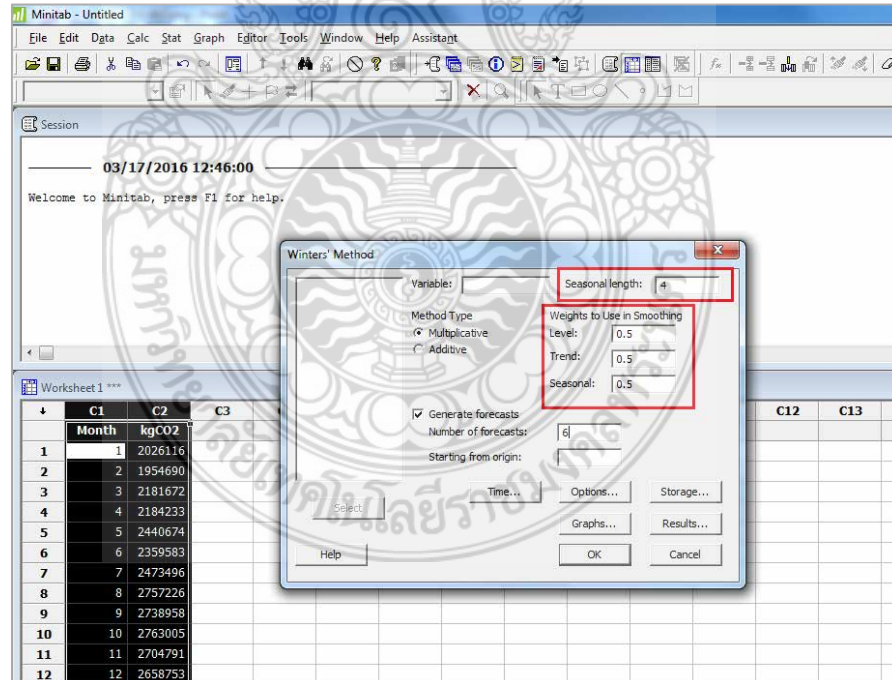 Minitab - Untitled
File Edit Data Calc Stat Graph Editor Tools Window Help Assistant
Session
03/17/2016 12:46:00
Welcome to Minitab, press F1 for help.
Winters' Method
Variable:
Seasonal length: 4
Method Type
Multiplicative
Additive
Weights to Use in Smoothing
Level: 0.5
Trend: 0.5
Seasonal: 0.5
Generate forecasts
Number of forecasts: 6
Starting from origin:
Time... Options... Storage...
Select
Graphs... Results...
Help OK Cancel
Worksheet 1 ***
C1 C2 C3 C12 C13
Month kgCO2
1 1 2026116
2 2 1954690
3 3 2181672
4 4 2184233
5 5 2440674
6 6 2359583
7 7 2473496
8 8 2757226
9 9 2738958
10 10 2763005
11 11 2704791
12 12 2658753